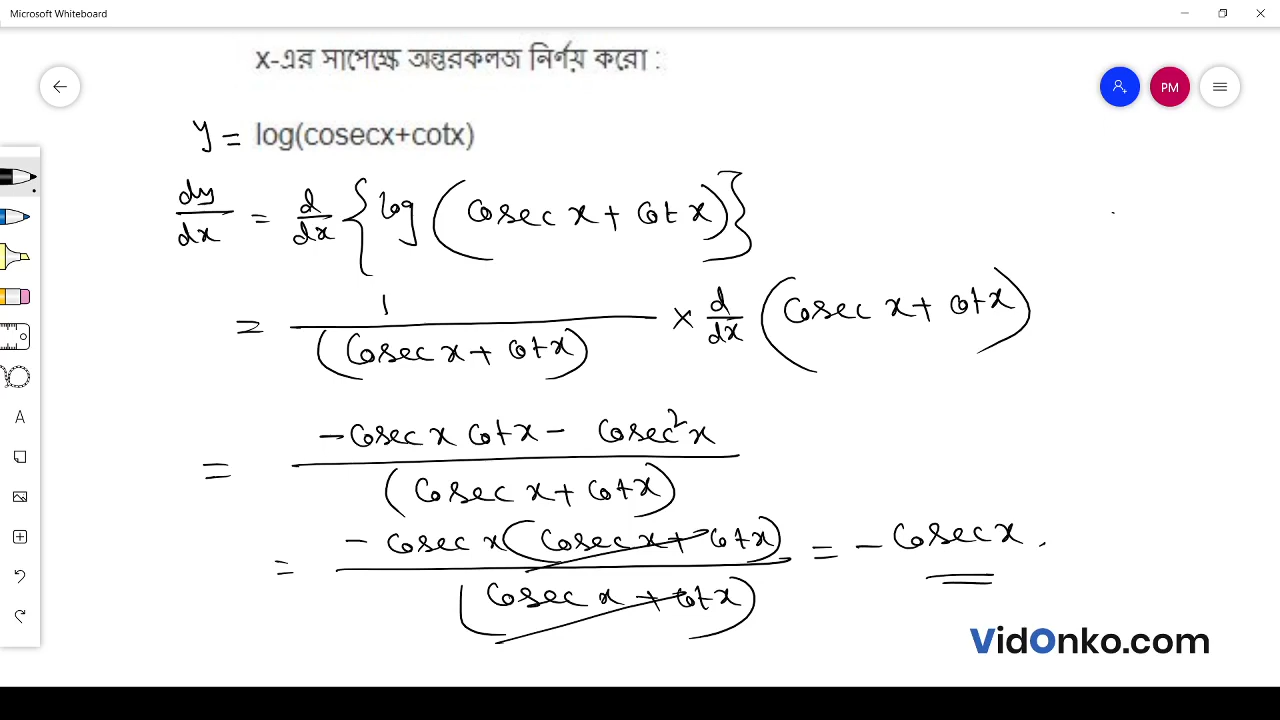 Microsoft Whiteboard
x-এর সাপেক্ষে অন্তরকলজ নির্ণয় করো :
PM
y = log(cosecx+cotx)
dy/dx = d/dx {log (cosec x + cot x)}
= 1/(cosec x + cot x) × d/dx (cosec x + cot x)
= -cosec x cot x - cosec²x/(cosec x + cot x)
= - cosec x (cosec x + cot x)/(cosec x + cot x) = - cosec x .
A
VidOnko.com